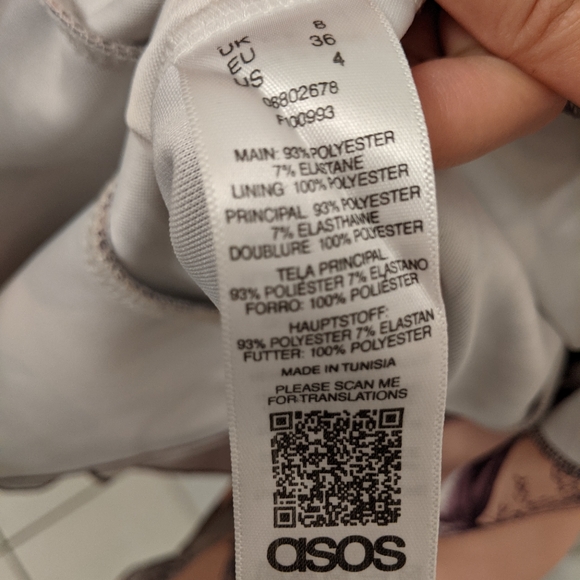 UK 8
EU 36
US 4
08802678
F100993
MAIN: 93% POLYESTER
7% ELASTANE
LINING: 100% POLYESTER
PRINCIPAL 93% POLYESTER
7% ELASTHANNE
DOUBLURE 100% POLYESTER
TELA PRINCIPAL
93% POLIÉSTER 7% ELASTANO
FORRO: 100% POLIÉSTER
HAUPTSTOFF:
93% POLYESTER 7% ELASTAN
FUTTER: 100% POLYESTER
MADE IN TUNISIA
PLEASE SCAN ME
FOR TRANSLATIONS
asos